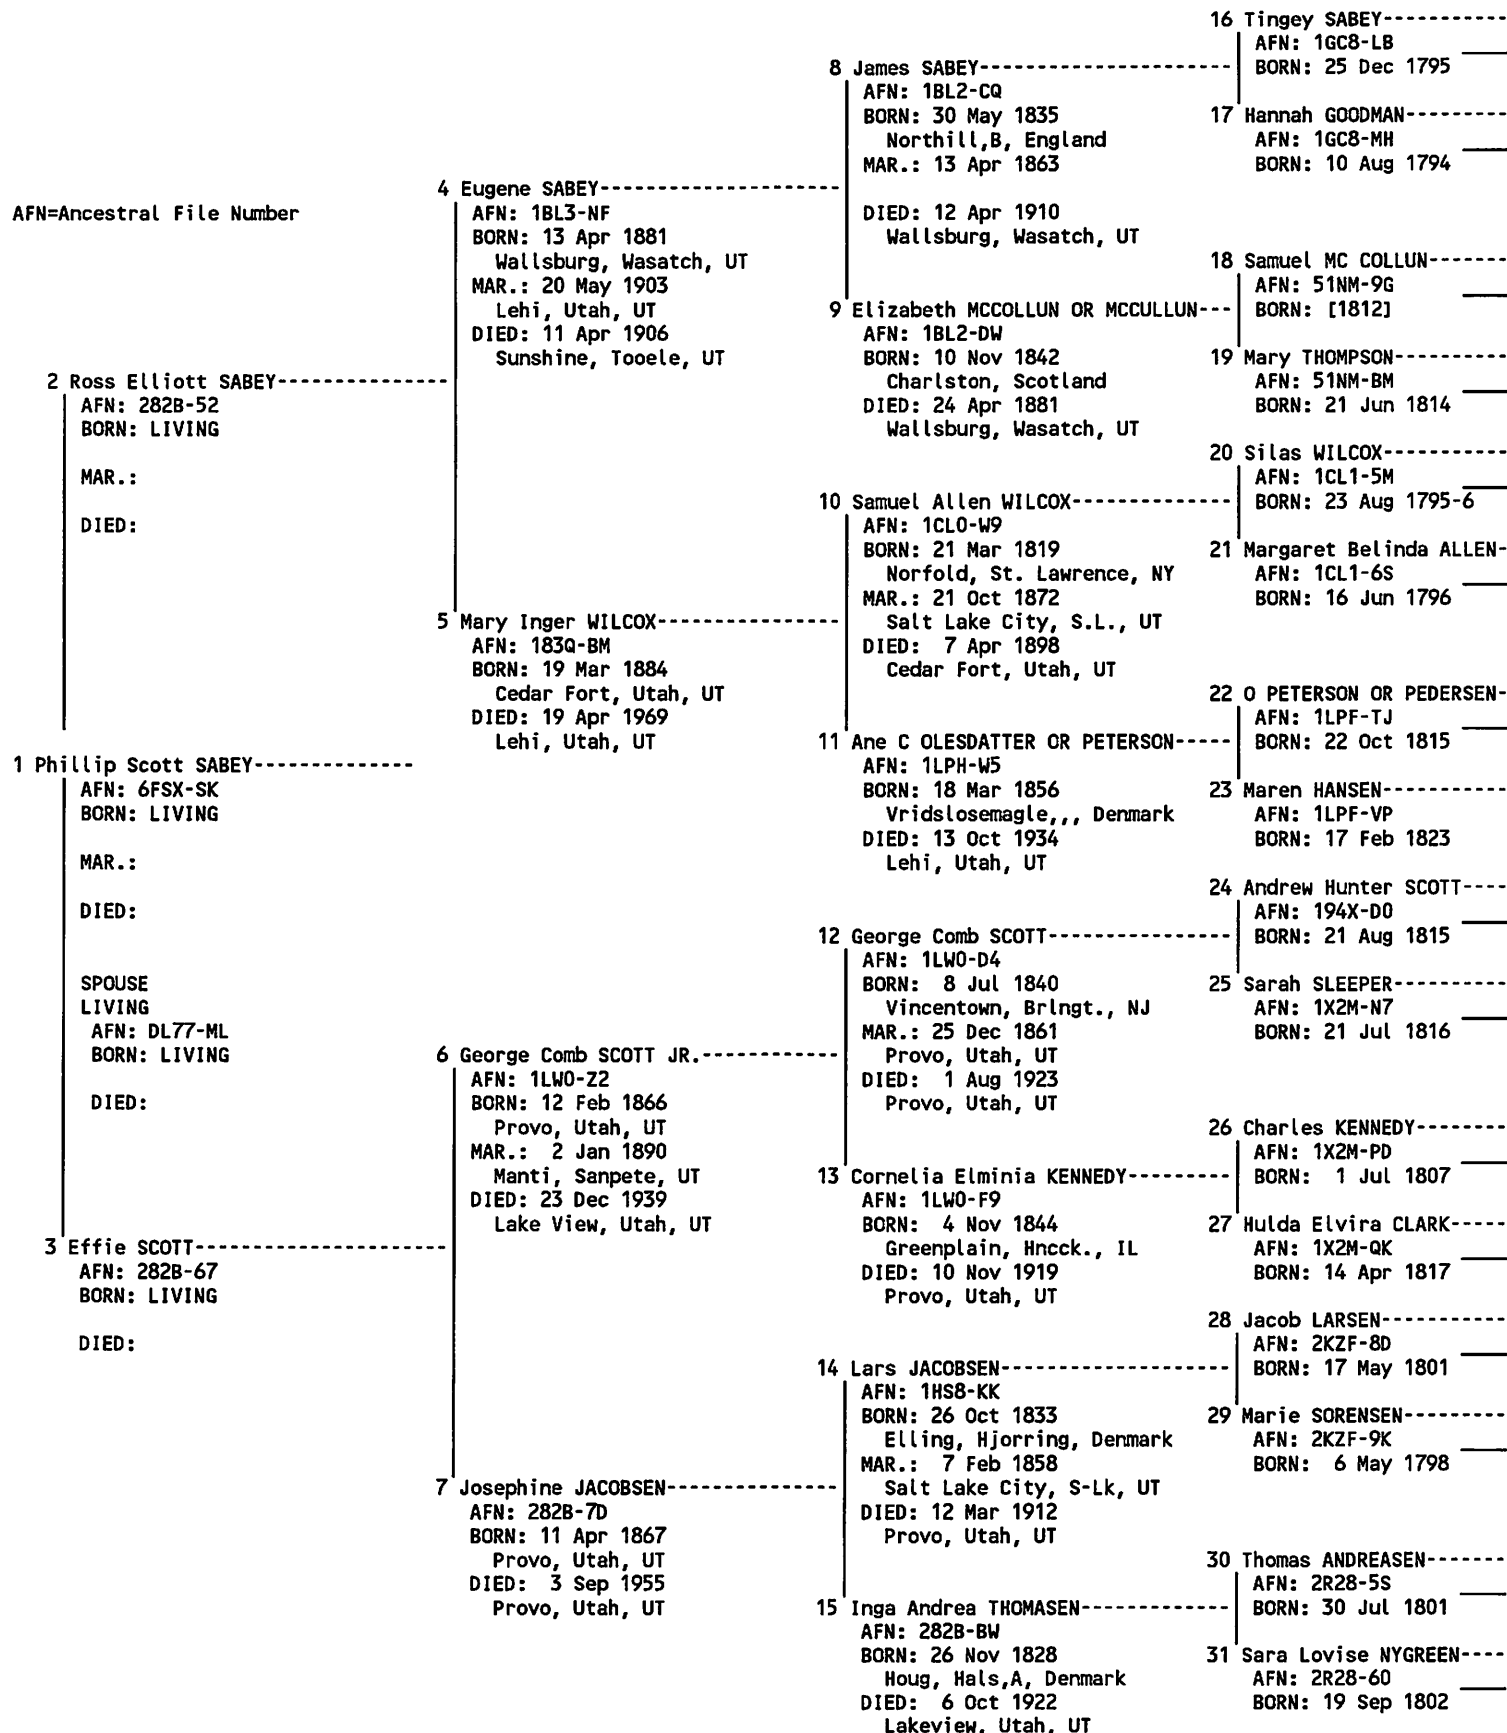 AFN=Ancestral File Number
1 Phillip Scott SABEY
AFN: 6FSX-SK
BORN: LIVING
MAR.:
DIED:
SPOUSE
LIVING
AFN: DL77-ML
BORN: LIVING
DIED:
2 Ross Elliott SABEY
AFN: 282B-52
BORN: LIVING
MAR.:
DIED:
3 Effie SCOTT
AFN: 282B-67
BORN: LIVING
DIED:
4 Eugene SABEY
AFN: 1BL3-NF
BORN: 13 Apr 1881
Wallsburg, Wasatch, UT
MAR.: 20 May 1903
Lehi, Utah, UT
DIED: 11 Apr 1906
Sunshine, Tooele, UT
5 Mary Inger WILCOX
AFN: 183Q-BM
BORN: 19 Mar 1884
Cedar Fort, Utah, UT
DIED: 19 Apr 1969
Lehi, Utah, UT
6 George Comb SCOTT JR.
AFN: 1LW0-Z2
BORN: 12 Feb 1866
Provo, Utah, UT
MAR.: 2 Jan 1890
Manti, Sanpete, UT
DIED: 23 Dec 1939
Lake View, Utah, UT
7 Josephine JACOBSEN
AFN: 282B-7D
BORN: 11 Apr 1867
Provo, Utah, UT
DIED: 3 Sep 1955
Provo, Utah, UT
8 James SABEY
AFN: 1BL2-CQ
BORN: 30 May 1835
Northill,B, England
MAR.: 13 Apr 1863
DIED: 12 Apr 1910
Wallsburg, Wasatch, UT
9 Elizabeth MCCOLLUN OR MCCULLUN
AFN: 1BL2-DW
BORN: 10 Nov 1842
Charlston, Scotland
DIED: 24 Apr 1881
Wallsburg, Wasatch, UT
10 Samuel Allen WILCOX
AFN: 1CL0-W9
BORN: 21 Mar 1819
Norfold, St. Lawrence, NY
MAR.: 21 Oct 1872
Salt Lake City, S.L., UT
DIED: 7 Apr 1898
Cedar Fort, Utah, UT
11 Ane C OLESDATTER OR PETERSON
AFN: 1LPH-W5
BORN: 18 Mar 1856
Vridslosemagle,,, Denmark
DIED: 13 Oct 1934
Lehi, Utah, UT
12 George Comb SCOTT
AFN: 1LW0-D4
BORN: 8 Jul 1840
Vincentown, Brlngt., NJ
MAR.: 25 Dec 1861
Provo, Utah, UT
DIED: 1 Aug 1923
Provo, Utah, UT
13 Cornelia Elminia KENNEDY
AFN: 1LW0-F9
BORN: 4 Nov 1844
Greenplain, Hncck., IL
DIED: 10 Nov 1919
Provo, Utah, UT
14 Lars JACOBSEN
AFN: 1HS8-KK
BORN: 26 Oct 1833
Elling, Hjorring, Denmark
MAR.: 7 Feb 1858
Salt Lake City, S-Lk, UT
DIED: 12 Mar 1912
Provo, Utah, UT
15 Inga Andrea THOMASEN
AFN: 282B-BW
BORN: 26 Nov 1828
Houg, Hals,A, Denmark
DIED: 6 Oct 1922
Lakeview, Utah, UT
16 Tingey SABEY
AFN: 1GC8-LB
BORN: 25 Dec 1795
17 Hannah GOODMAN
AFN: 1GC8-MH
BORN: 10 Aug 1794
18 Samuel MC COLLUN
AFN: 51NM-9G
BORN: [1812]
19 Mary THOMPSON
AFN: 51NM-BM
BORN: 21 Jun 1814
20 Silas WILCOX
AFN: 1CL1-5M
BORN: 23 Aug 1795-6
21 Margaret Belinda ALLEN
AFN: 1CL1-6S
BORN: 16 Jun 1796
22 O PETERSON OR PEDERSEN
AFN: 1LPF-TJ
BORN: 22 Oct 1815
23 Maren HANSEN
AFN: 1LPF-VP
BORN: 17 Feb 1823
24 Andrew Hunter SCOTT
AFN: 194X-D0
BORN: 21 Aug 1815
25 Sarah SLEEPER
AFN: 1X2M-N7
BORN: 21 Jul 1816
26 Charles KENNEDY
AFN: 1X2M-PD
BORN: 1 Jul 1807
27 Hulda Elvira CLARK
AFN: 1X2M-QK
BORN: 14 Apr 1817
28 Jacob LARSEN
AFN: 2KZF-8D
BORN: 17 May 1801
29 Marie SORENSEN
AFN: 2KZF-9K
BORN: 6 May 1798
30 Thomas ANDREASEN
AFN: 2R28-5S
BORN: 30 Jul 1801
31 Sara Lovise NYGREEN
AFN: 2R28-60
BORN: 19 Sep 1802